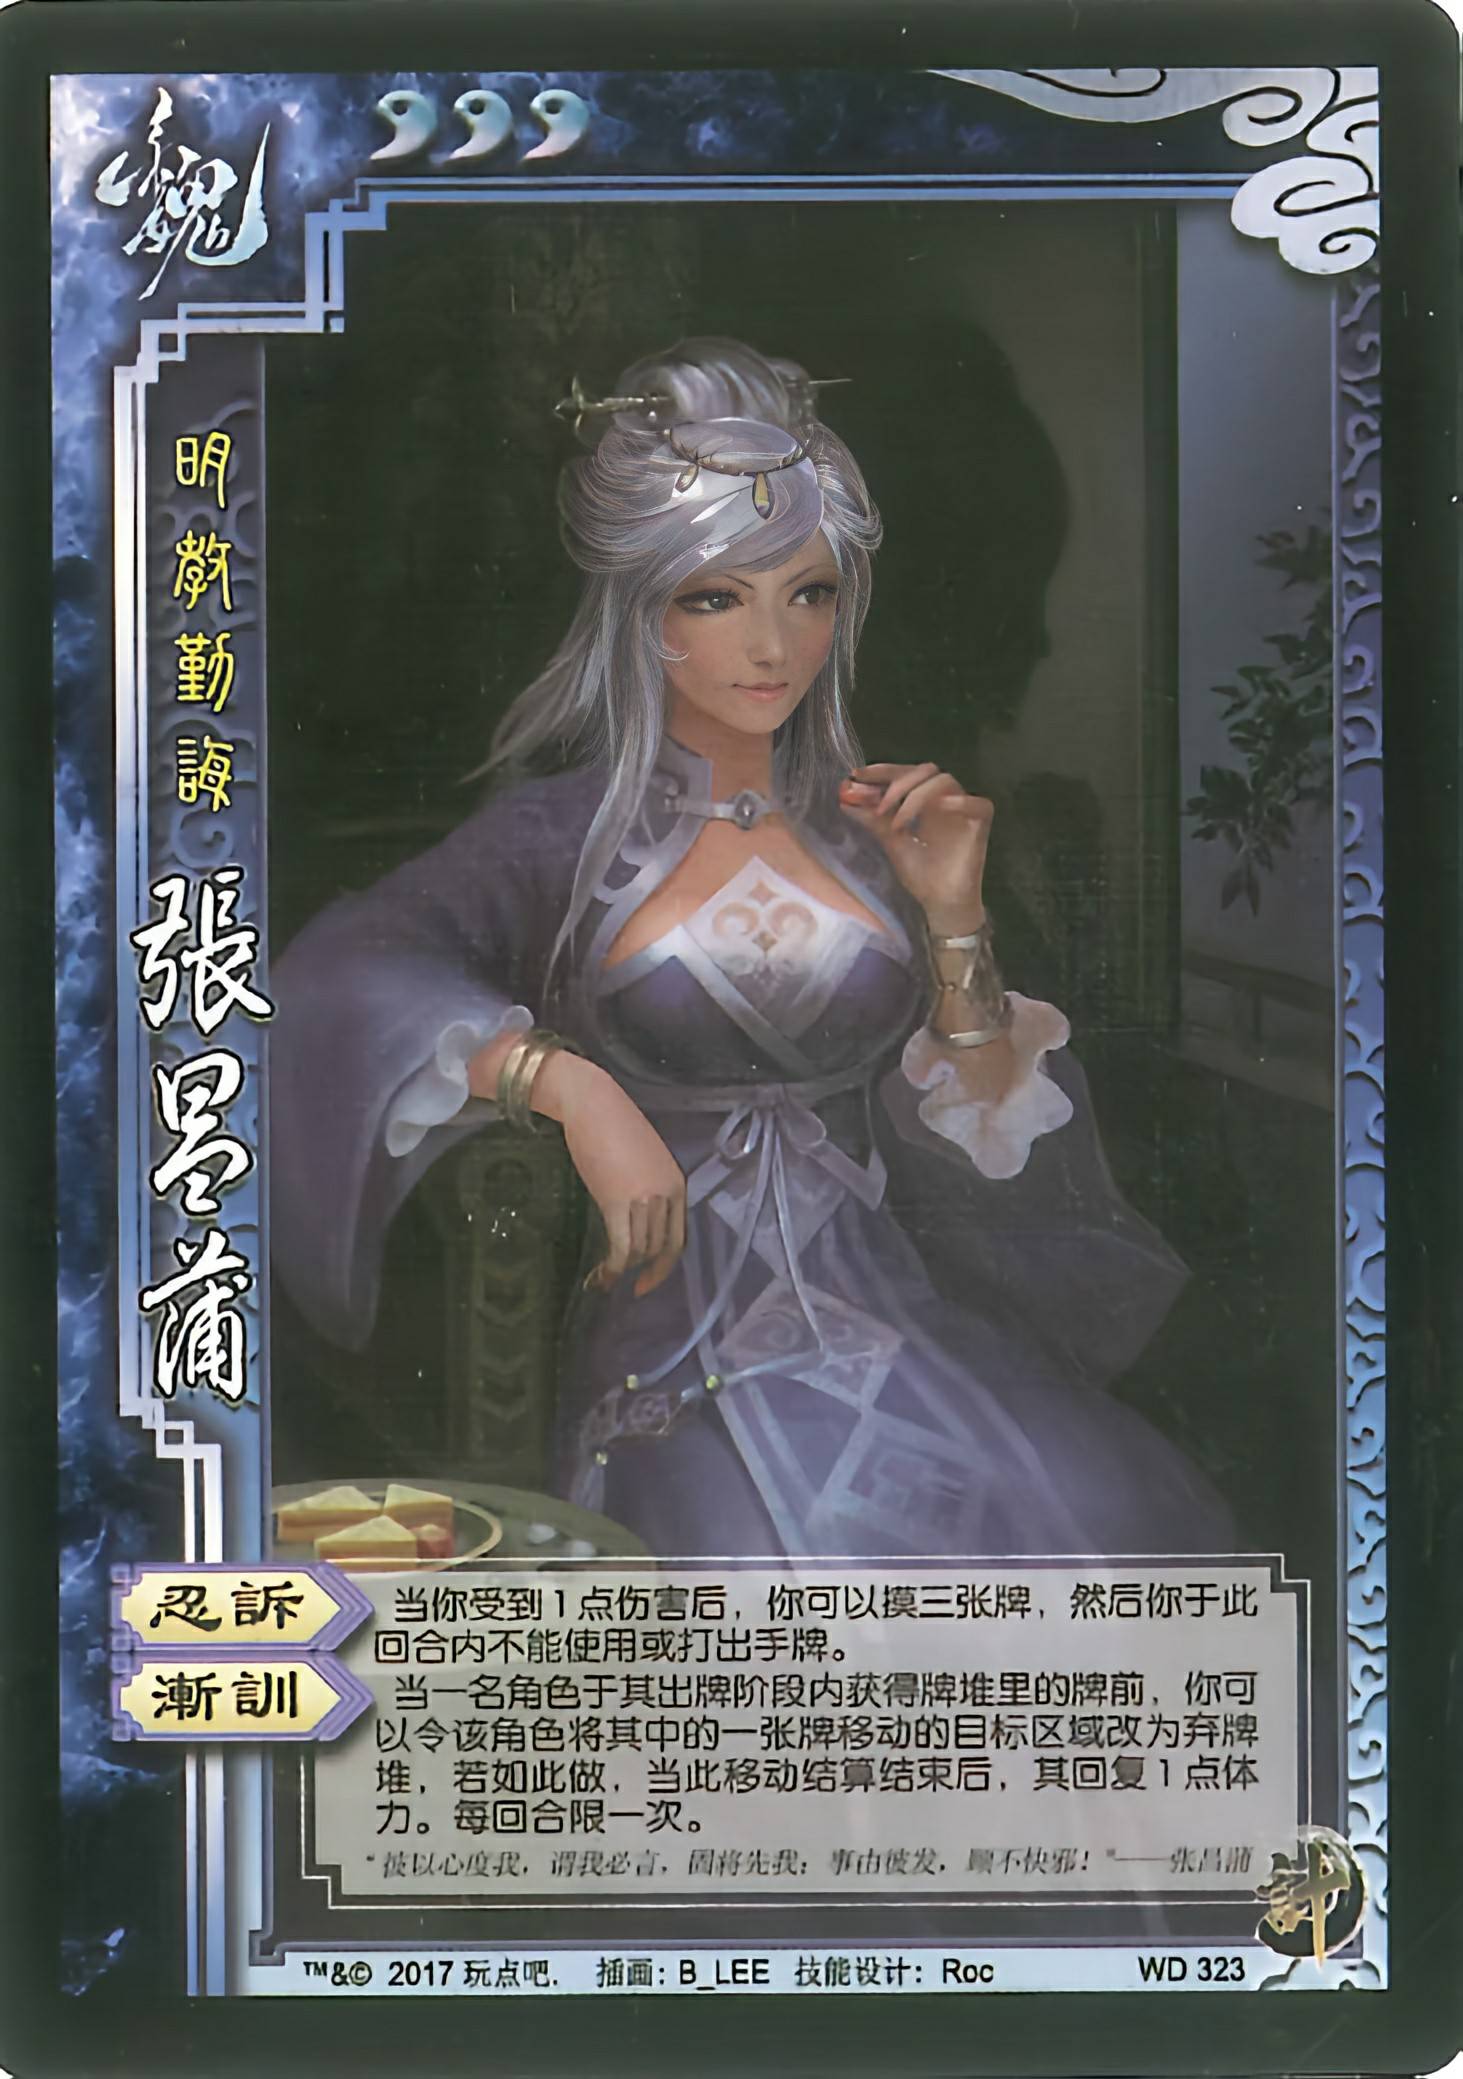 魏
明教勤誨
張昌蒲
忍訴
当你受到1点伤害后，你可以摸三张牌，然后你于此
回合内不能使用或打出手牌。
漸訓
当一名角色于其出牌阶段内获得牌堆里的牌前，你可
以令该角色将其中的一张牌移动的目标区域改为弃牌
堆，若如此做，当此移动结算结束后，其回复1点体
力。每回合限一次。
“彼以心度我，谓我必言，固将先我；事由彼发，顾不快邪！”——张昌蒲
計
™&© 2017 玩点吧. 插画: B_LEE 技能设计: Roc WD 323